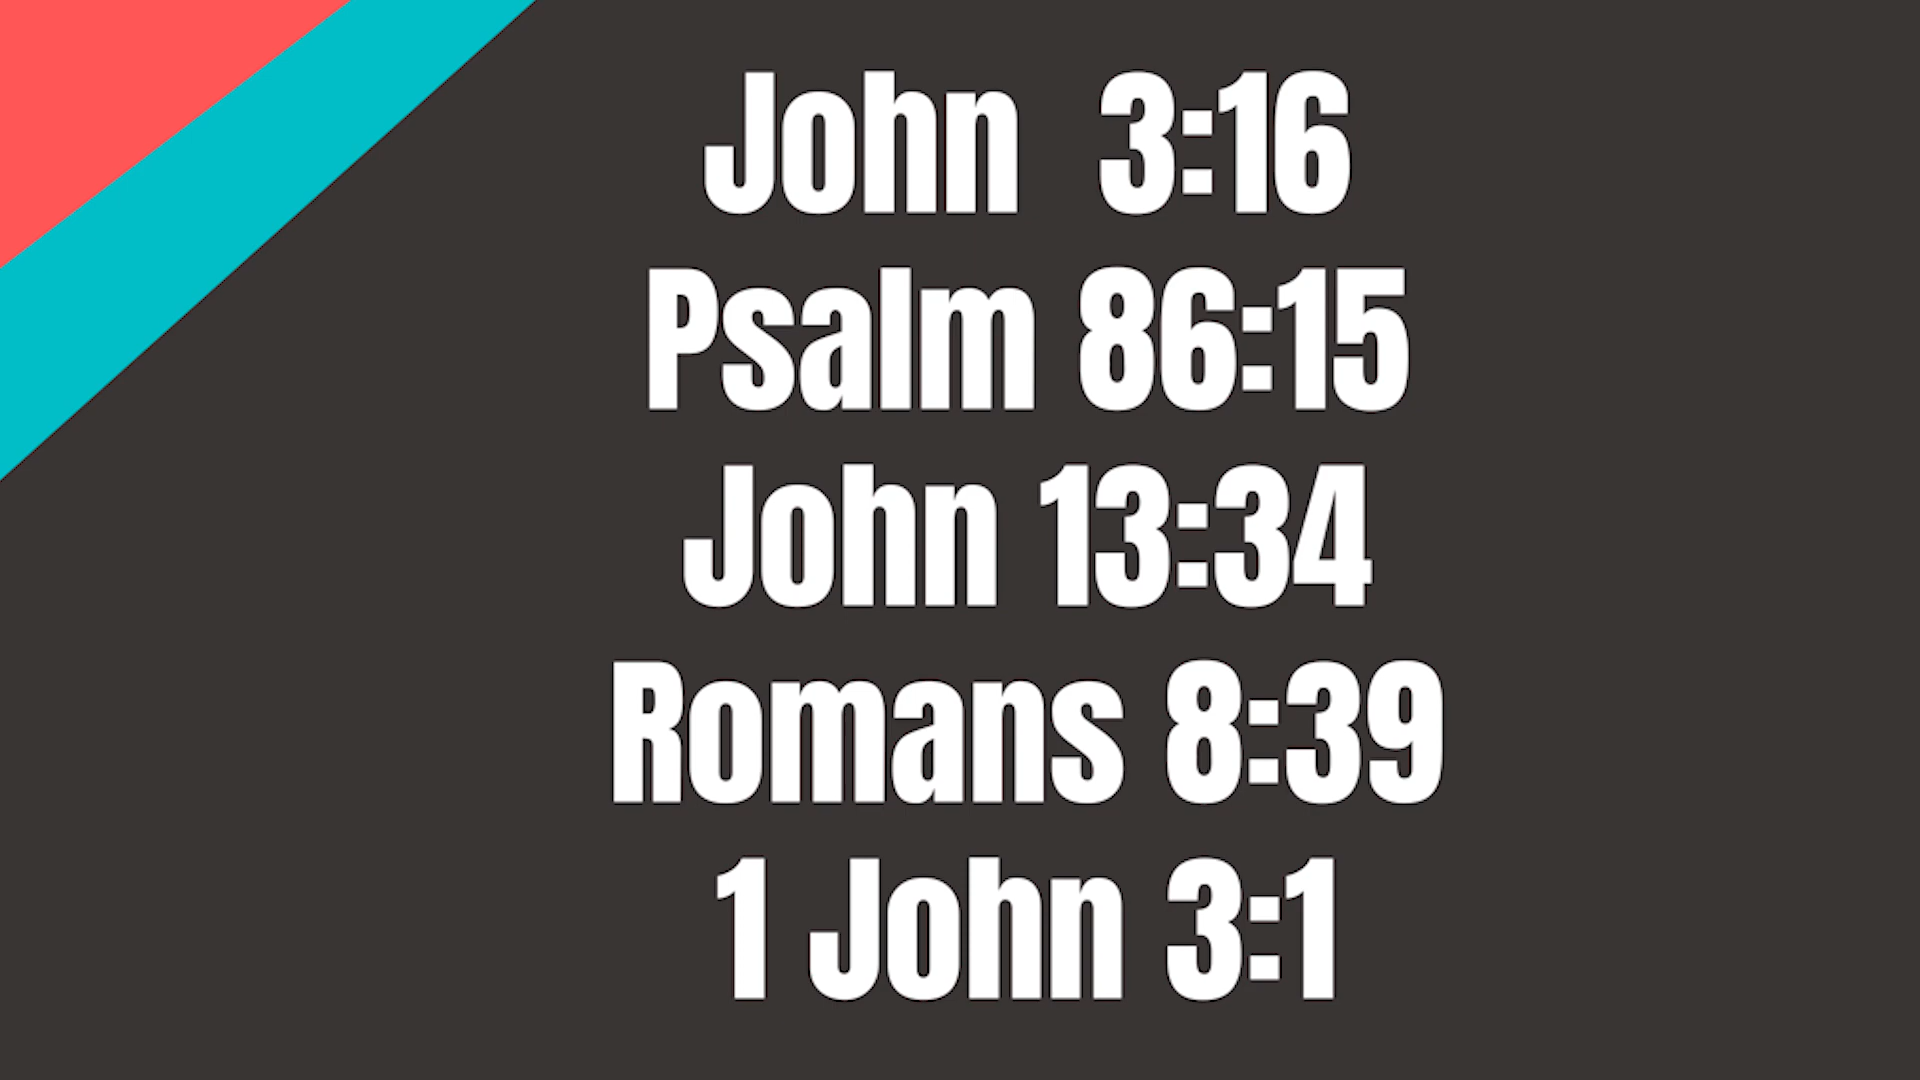 John 3:16
Psalm 86:15
John 13:34
Romans 8:39
1 John 3:1